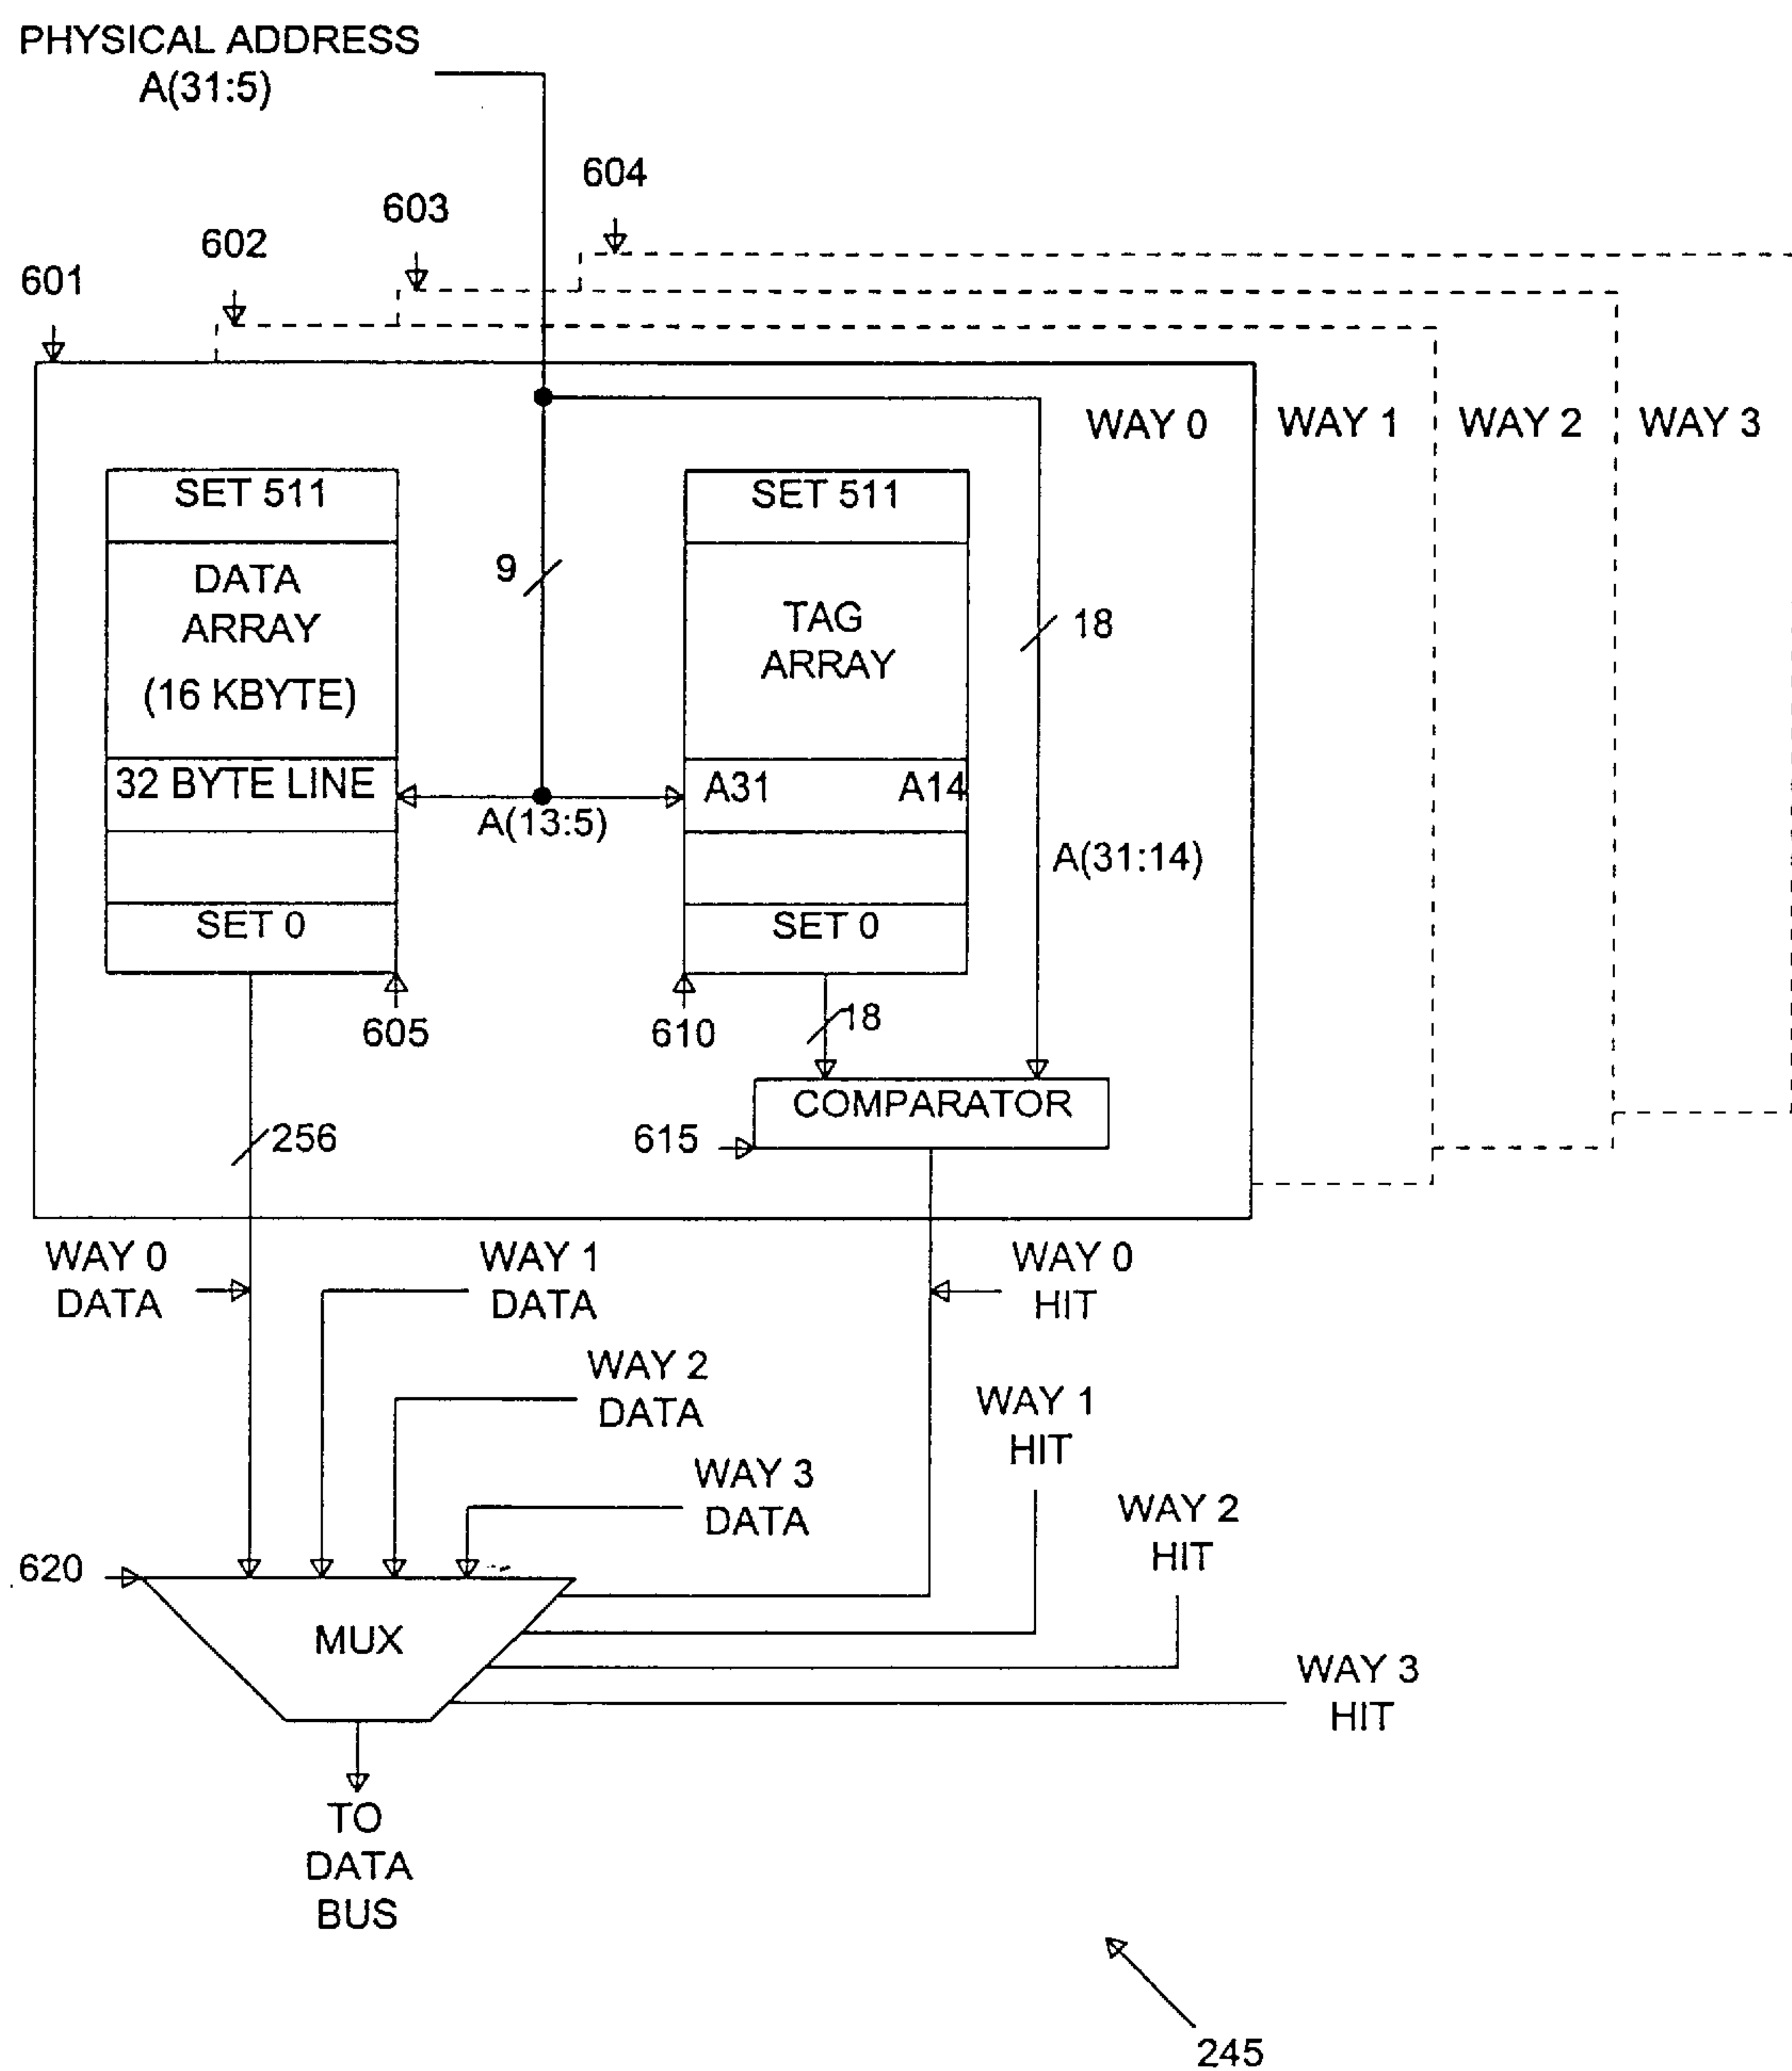 PHYSICAL ADDRESS
A(31:5)
604
603
602
601
WAY 0
WAY 1
WAY 2
WAY 3
SET 511
SET 511
9
DATA
ARRAY
(16 KBYTE)
TAG
ARRAY
18
32 BYTE LINE
A31
A14
A(13:5)
A(31:14)
SET 0
SET 0
605
610
18
COMPARATOR
615
256
WAY 0
DATA
WAY 1
DATA
WAY 0
HIT
WAY 2
DATA
WAY 1
HIT
WAY 3
DATA
WAY 2
HIT
620
MUX
WAY 3
HIT
TO
DATA
BUS
245